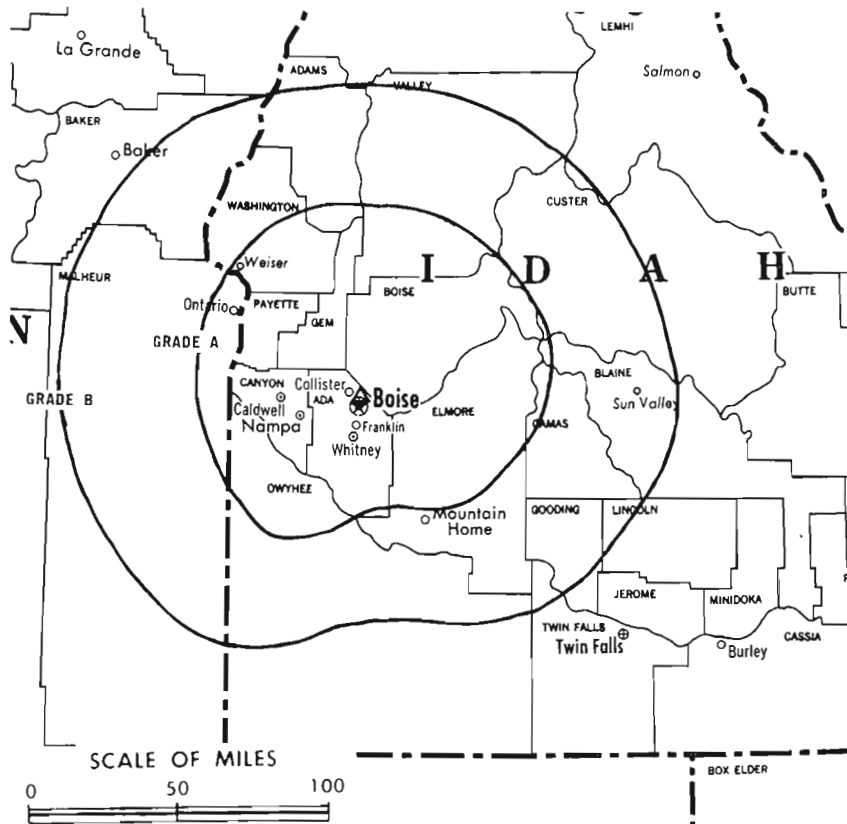 LEMHI
La Grande
ADAMS
Salmon
VALLEY
BAKER
Baker
CUSTER
WASHINGTON
I D A H
Weiser
MALHEUR
BOISE
BUTTE
Ontario
PAYETTE
N
GEM
GRADE A
BLAINE
CANYON
Collister
Boise
GRADE B
ADA
ELMORE
Sun Valley
Caldwell
Nampa
Franklin
CAMAS
Whitney
OWYHEE
Mountain
Home
GOODING
LINCOLN
JEROME
MINIDOKA
TWIN FALLS
CASSIA
Twin Falls
Burley
SCALE OF MILES
BOX ELDER
0 50 100